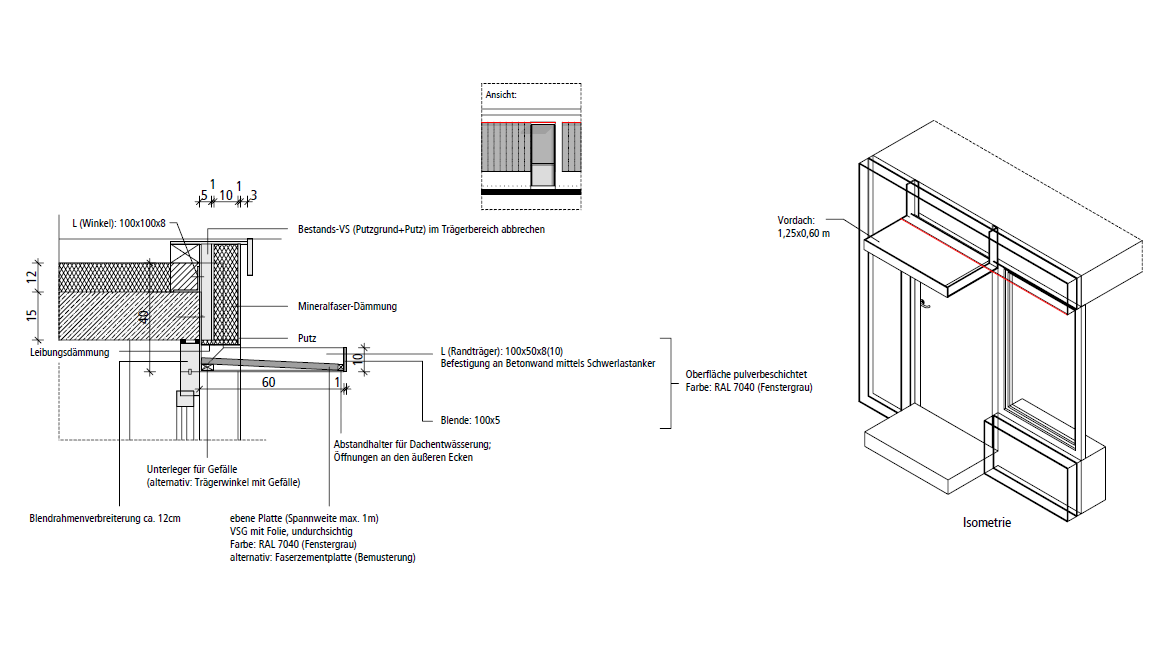 Ansicht:
1
1
5
10
3
L (Winkel): 100x100x8
Bestands-VS (Putzgrund+Putz) im Trägerbereich abbrechen
Vordach:
1,25x0,60 m
12
15
40
Mineralfaser-Dämmung
Putz
Leibungsdämmung
L (Randträger): 100x50x8(10)
Befestigung an Betonwand mittels Schwerlastanker
10
60
1
Oberfläche pulverbeschichtet
Farbe: RAL 7040 (Fenstergrau)
Blende: 100x5
Abstandhalter für Dachentwässerung;
Öffnungen an den äußeren Ecken
Unterleger für Gefälle
(alternativ: Trägerwinkel mit Gefälle)
Blendrahmenverbreiterung ca. 12cm
ebene Platte (Spannweite max. 1m)
VSG mit Folie, undurchsichtig
Farbe: RAL 7040 (Fenstergrau)
alternativ: Faserzementplatte (Bemusterung)
Isometrie